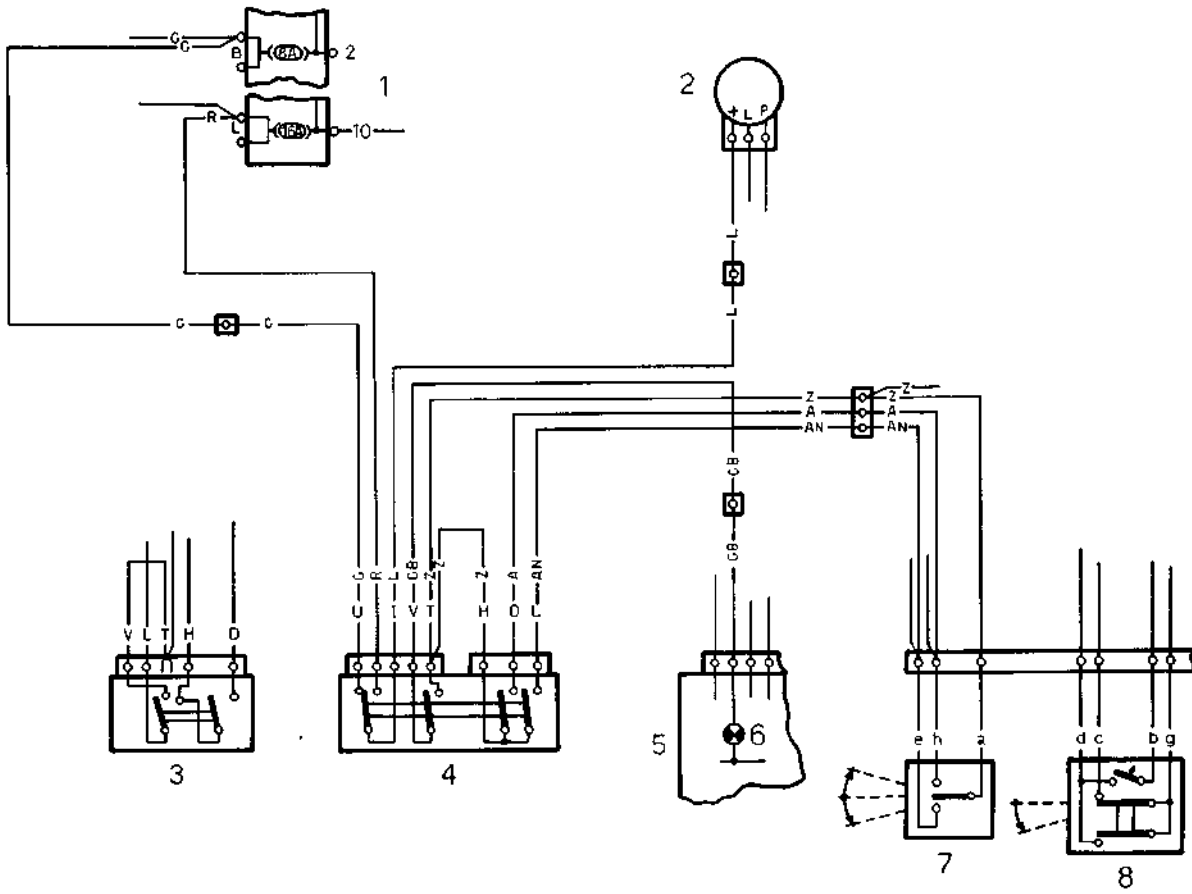 G
G
B
(8A)
2
1
R
L
(16A)
10
2
+ L P
L
L
G G
Z Z Z
A A
AN AN
GB
GB
G R L GB Z Z Z A AN
U I V T H D L
V L T H D
3
4
5
6
e h a
7
d c b g
8